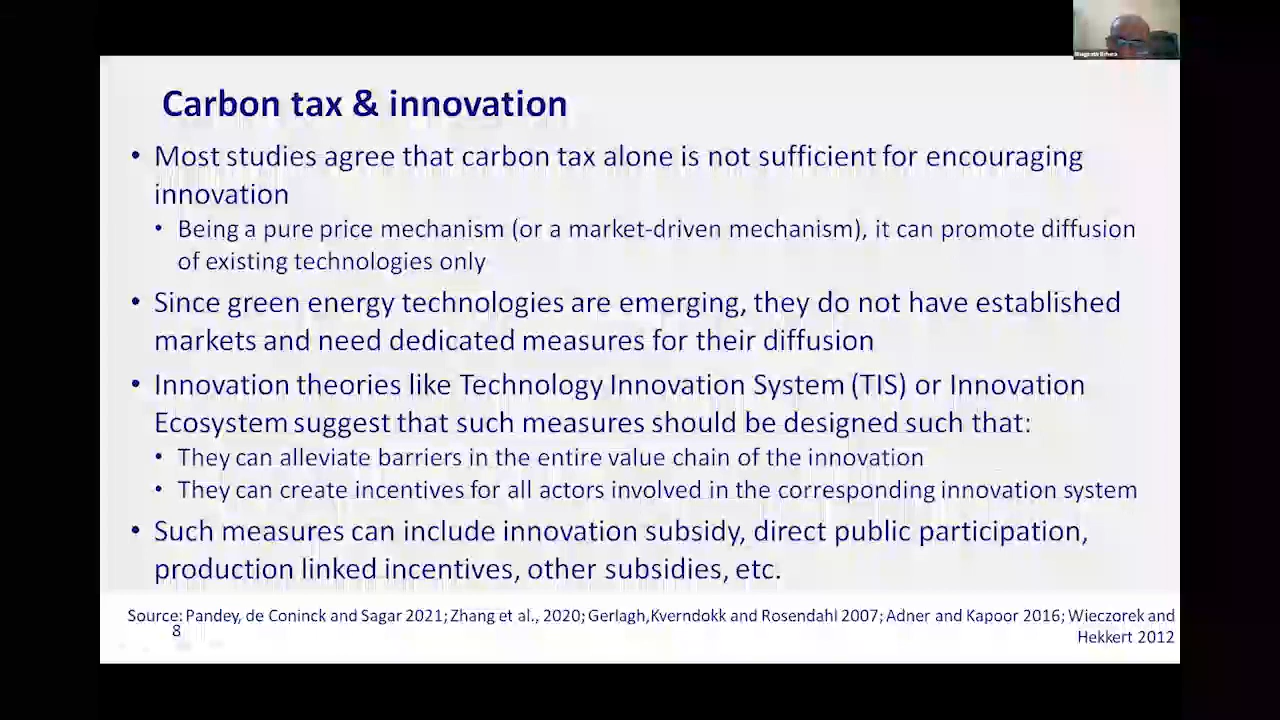 Carbon tax & innovation
• Most studies agree that carbon tax alone is not sufficient for encouraging
innovation
• Being a pure price mechanism (or a market-driven mechanism), it can promote diffusion
of existing technologies only
• Since green energy technologies are emerging, they do not have established
markets and need dedicated measures for their diffusion
• Innovation theories like Technology Innovation System (TIS) or Innovation
Ecosystem suggest that such measures should be designed such that:
• They can alleviate barriers in the entire value chain of the innovation
• They can create incentives for all actors involved in the corresponding innovation system
• Such measures can include innovation subsidy, direct public participation,
production linked incentives, other subsidies, etc.
Source: Pandey, de Coninck and Sagar 2021; Zhang et al., 2020; Gerlagh,Kverndokk and Rosendahl 2007; Adner and Kapoor 2016; Wieczorek and
8
Hekkert 2012